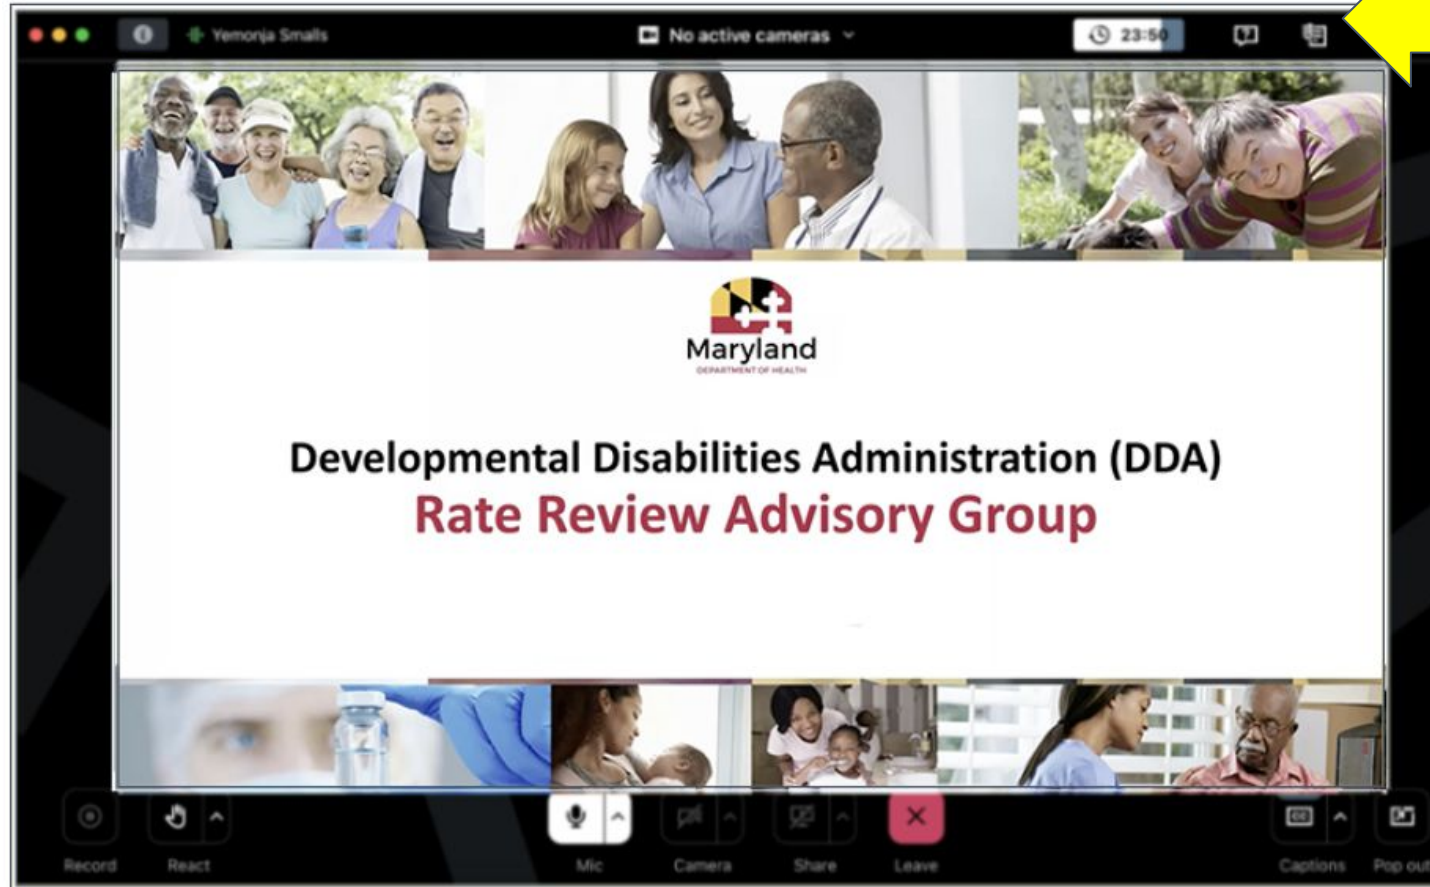 Yemonja Smalls
No active cameras
23:50
Maryland
DEPARTMENT OF HEALTH
Developmental Disabilities Administration (DDA)
Rate Review Advisory Group
Record
React
Mic
Camera
Share
Leave
CC
Captions
Pop out